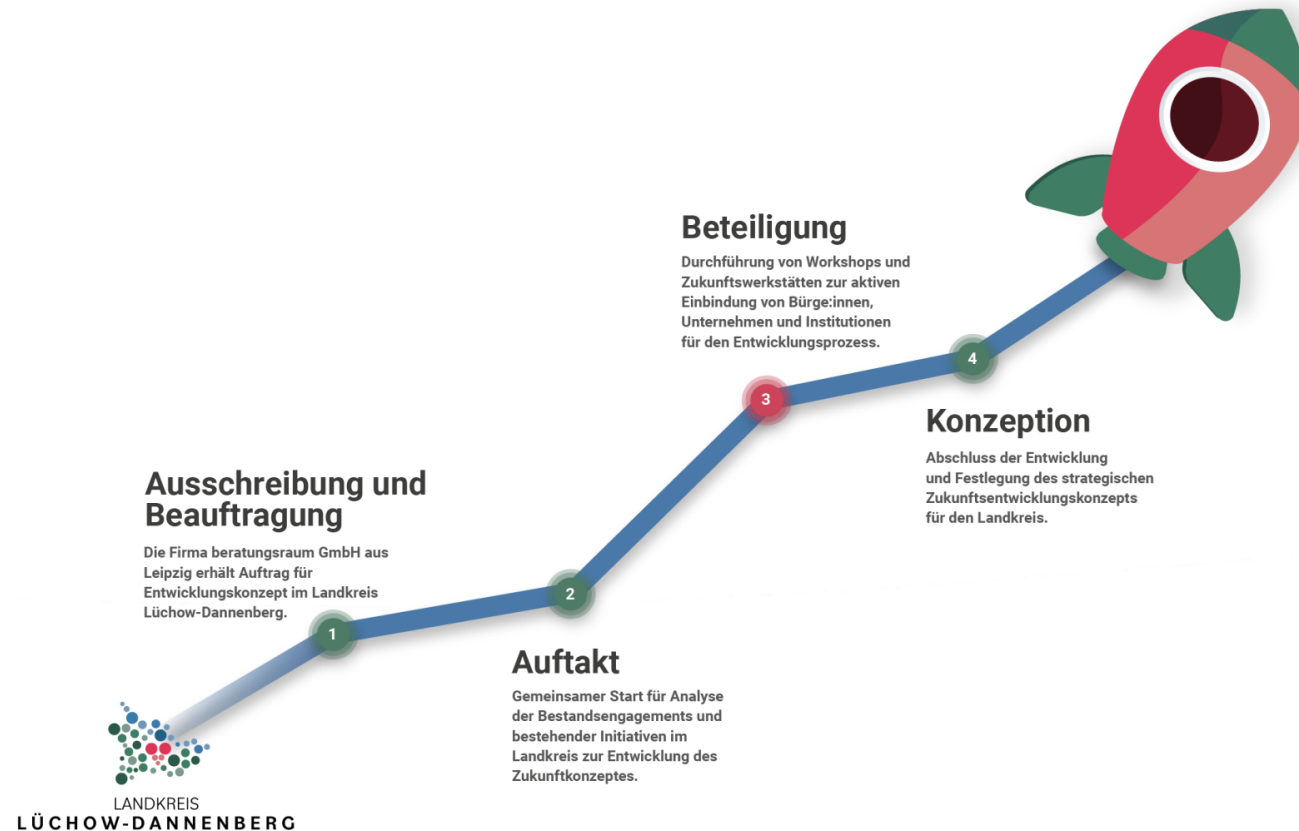 Beteiligung
Durchführung von Workshops und
Zukunftswerkstätten zur aktiven
Einbindung von Bürge:innen,
Unternehmen und Institutionen
für den Entwicklungsprozess.
4
3
Konzeption
Abschluss der Entwicklung
und Festlegung des strategischen
Zukunftsentwicklungskonzepts
für den Landkreis.
Ausschreibung und
Beauftragung
Die Firma beratungsraum GmbH aus
Leipzig erhält Auftrag für
Entwicklungskonzept im Landkreis
Lüchow-Dannenberg.
1
2
Auftakt
Gemeinsamer Start für Analyse
der Bestandsengagements und
bestehender Initiativen im
Landkreis zur Entwicklung des
Zukunftkonzeptes.
LANDKREIS
LÜCHOW-DANNENBERG